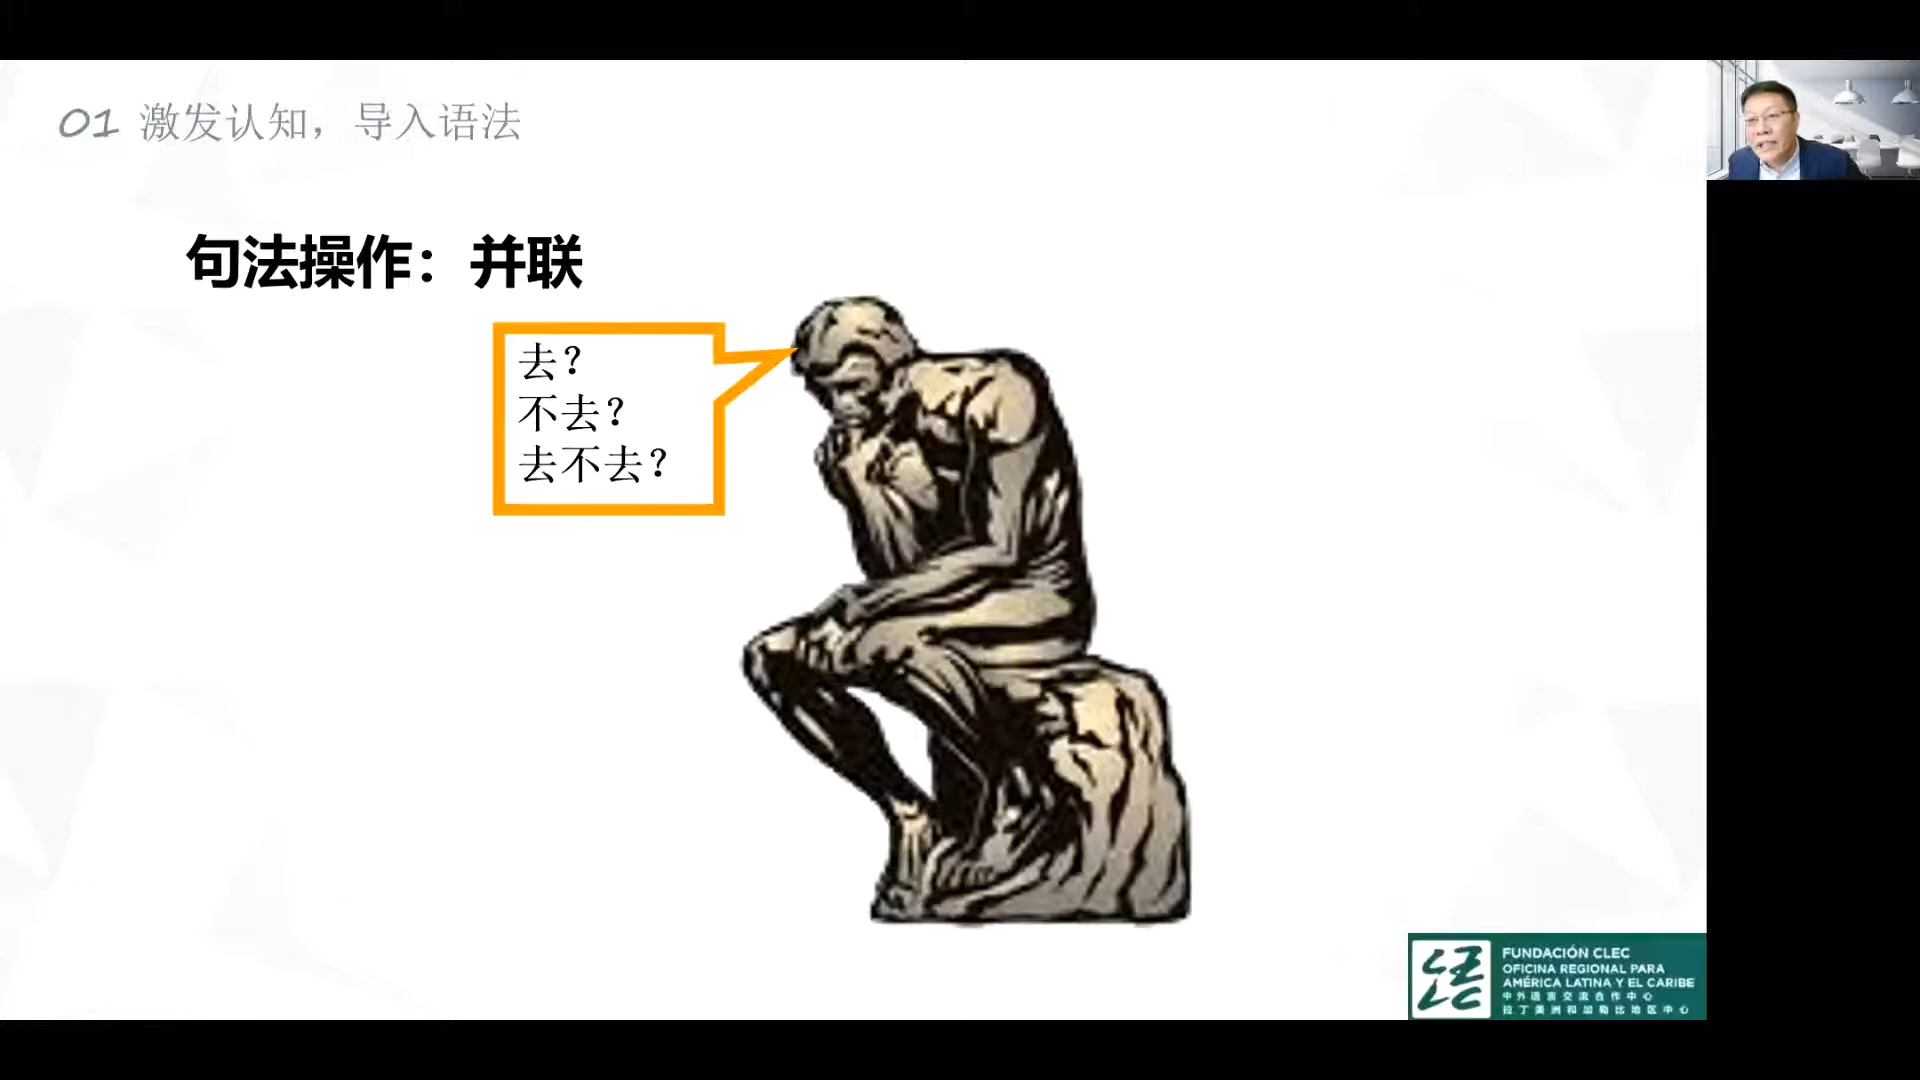 01 激发认知，导入语法
句法操作：并联
去？
不去？
去不去？
FUNDACIÓN CLEC
OFICINA REGIONAL PARA
AMÉRICA LATINA Y EL CARIBE
中外语言交流合作中心
拉丁美洲和加勒比地区中心